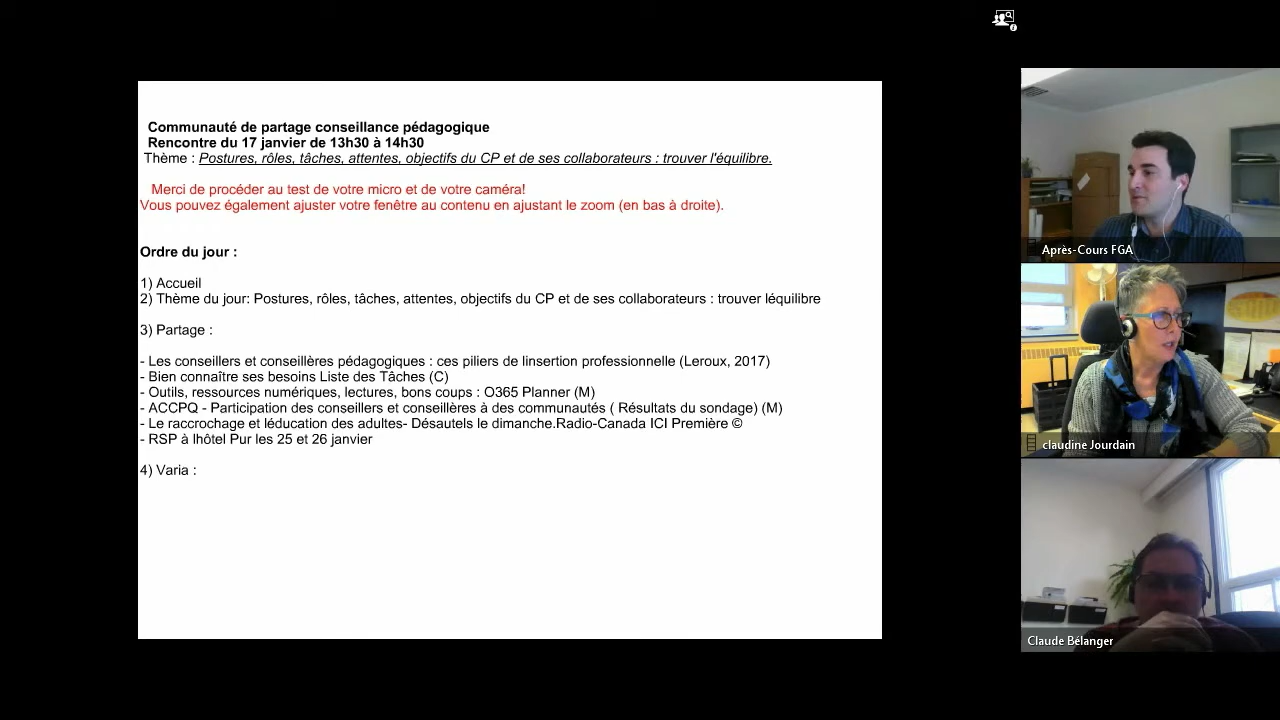 Communauté de partage conseillance pédagogique
Rencontre du 17 janvier de 13h30 à 14h30
Thème : Postures, rôles, tâches, attentes, objectifs du CP et de ses collaborateurs : trouver l'équilibre.
Merci de procéder au test de votre micro et de votre caméra!
Vous pouvez également ajuster votre fenêtre au contenu en ajustant le zoom (en bas à droite).
Ordre du jour :
1) Accueil
2) Thème du jour: Postures, rôles, tâches, attentes, objectifs du CP et de ses collaborateurs : trouver léquilibre
3) Partage :
- Les conseillers et conseillères pédagogiques : ces piliers de linsertion professionnelle (Leroux, 2017)
- Bien connaître ses besoins Liste des Tâches (C)
- Outils, ressources numériques, lectures, bons coups : O365 Planner (M)
- ACCPQ - Participation des conseillers et conseillères à des communautés ( Résultats du sondage) (M)
- Le raccrochage et léducation des adultes- Désautels le dimanche.Radio-Canada ICI Première ©
- RSP à lhôtel Pur les 25 et 26 janvier
4) Varia :
Après-Cours FGA
claudine Jourdain
Claude Bélanger